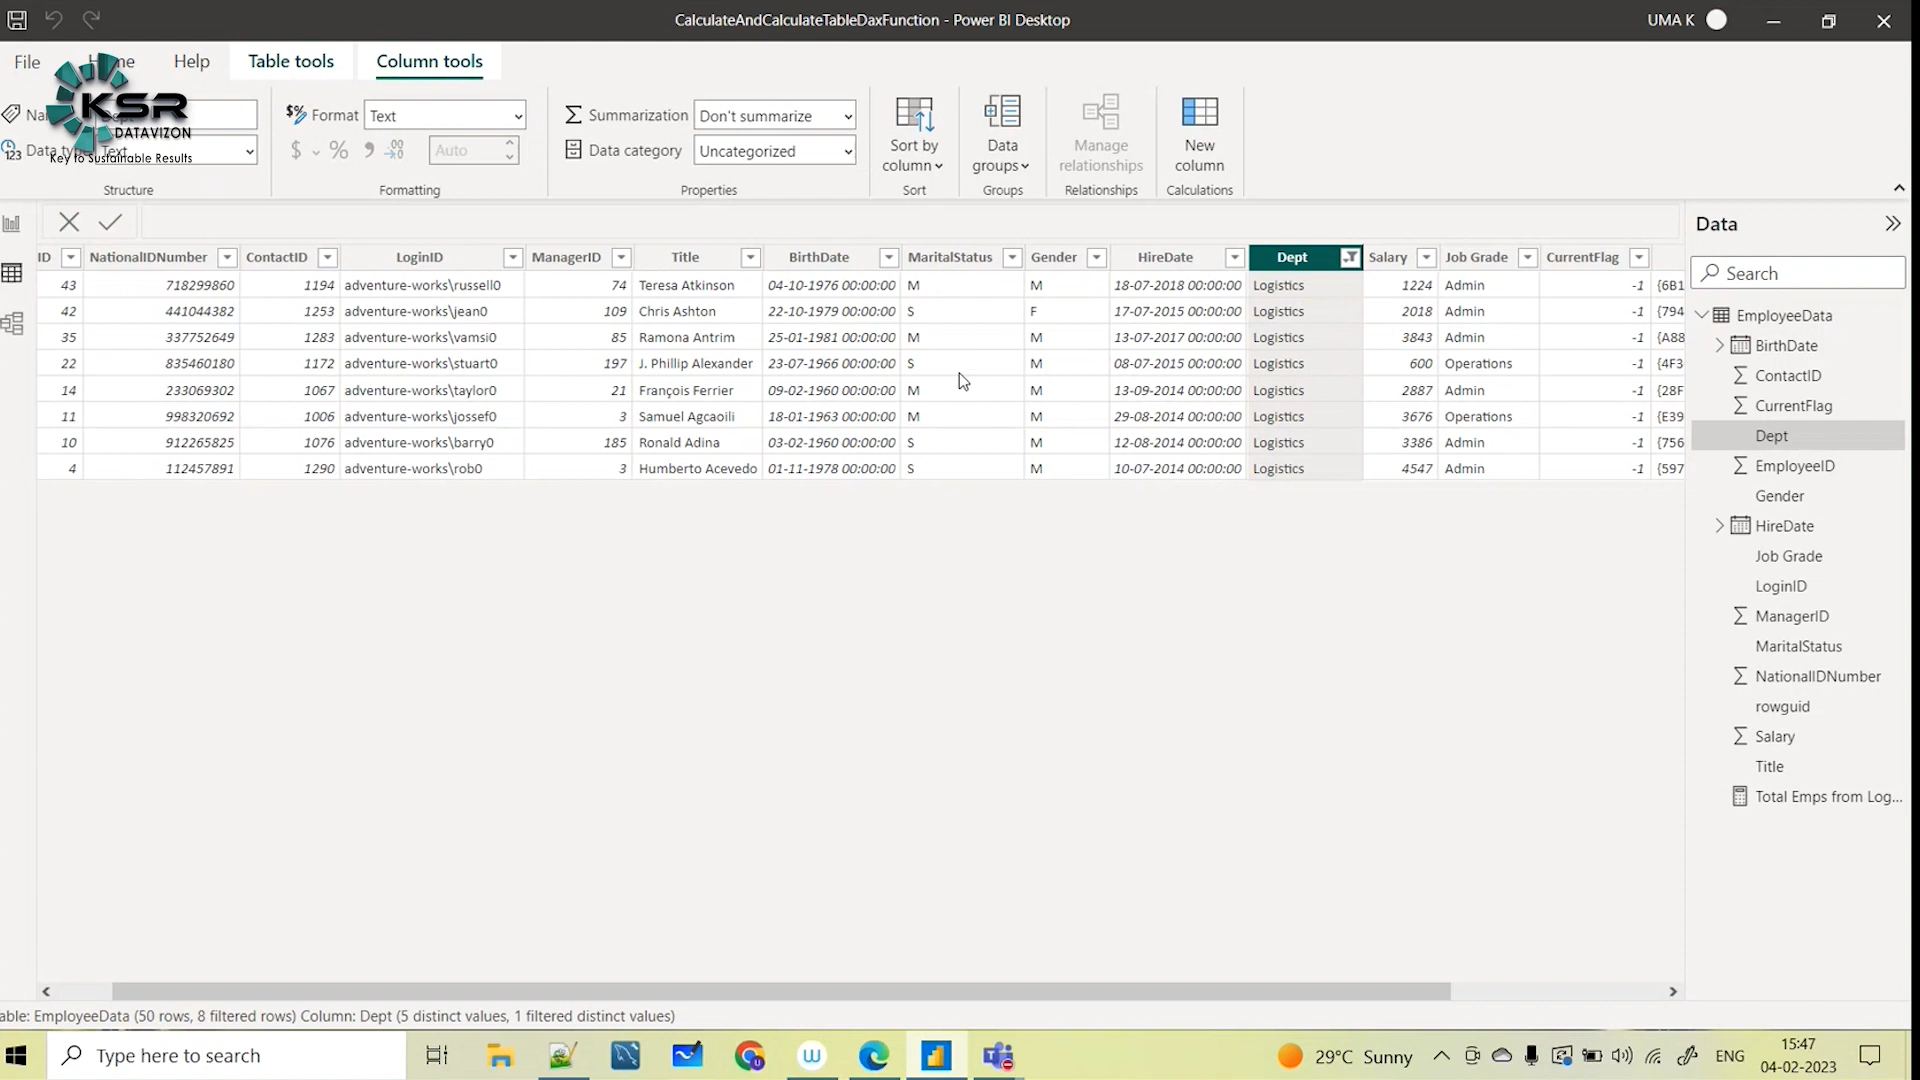 CalculateAndCalculateTableDaxFunction - Power BI Desktop
UMA K
File
Help
Table tools
Column tools
KSR
DATAVIZON
Key to Sustainable Results
Structure
Format
Text
$ % 9
Auto
Formatting
Summarization
Don't summarize
Data category
Uncategorized
Properties
Sort by
column
Sort
Data
groups
Groups
Manage
relationships
Relationships
New
column
Calculations
ID NationalIDNumber ContactID LoginID ManagerID Title BirthDate MaritalStatus Gender HireDate Dept Salary Job Grade CurrentFlag
43 718299860 1194 adventure-works\russell0 74 Teresa Atkinson 04-10-1976 00:00:00 M M 18-07-2018 00:00:00 Logistics 1224 Admin -1 {6B1
42 441044382 1253 adventure-works\jean0 109 Chris Ashton 22-10-1979 00:00:00 S F 17-07-2015 00:00:00 Logistics 2018 Admin -1 {794
35 337752649 1283 adventure-works\vamsi0 85 Ramona Antrim 25-01-1981 00:00:00 M M 13-07-2017 00:00:00 Logistics 3843 Admin -1 {A88
22 835460180 1172 adventure-works\stuart0 197 J. Phillip Alexander 23-07-1966 00:00:00 S M 08-07-2015 00:00:00 Logistics 600 Operations -1 {4F3
14 233069302 1067 adventure-works\taylor0 21 François Ferrier 09-02-1960 00:00:00 M M 13-09-2014 00:00:00 Logistics 2887 Admin -1 {28F
11 998320692 1006 adventure-works\jossef0 3 Samuel Agcaoili 18-01-1963 00:00:00 M M 29-08-2014 00:00:00 Logistics 3676 Operations -1 {E39
10 912265825 1076 adventure-works\barry0 185 Ronald Adina 03-02-1960 00:00:00 S M 12-08-2014 00:00:00 Logistics 3386 Admin -1 {756
4 112457891 1290 adventure-works\rob0 3 Humberto Acevedo 01-11-1978 00:00:00 S M 10-07-2014 00:00:00 Logistics 4547 Admin -1 {597
Data
Search
EmployeeData
BirthDate
ContactID
CurrentFlag
Dept
EmployeeID
Gender
HireDate
Job Grade
LoginID
ManagerID
MaritalStatus
NationalIDNumber
rowguid
Salary
Title
Total Emps from Log...
able: EmployeeData (50 rows, 8 filtered rows) Column: Dept (5 distinct values, 1 filtered distinct values)
Type here to search
29°C Sunny
ENG
15:47
04-02-2023